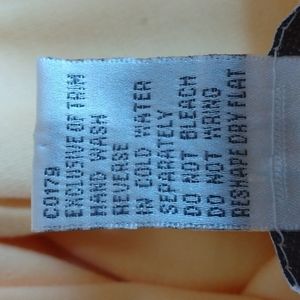 C0179
EXCLUSIVE OF TRIM
HAND WASH
REVERSE
IN COLD WATER
SEPARATELY
DO NOT BLEACH
DO NOT WRING
RESHAPE DRY FLAT